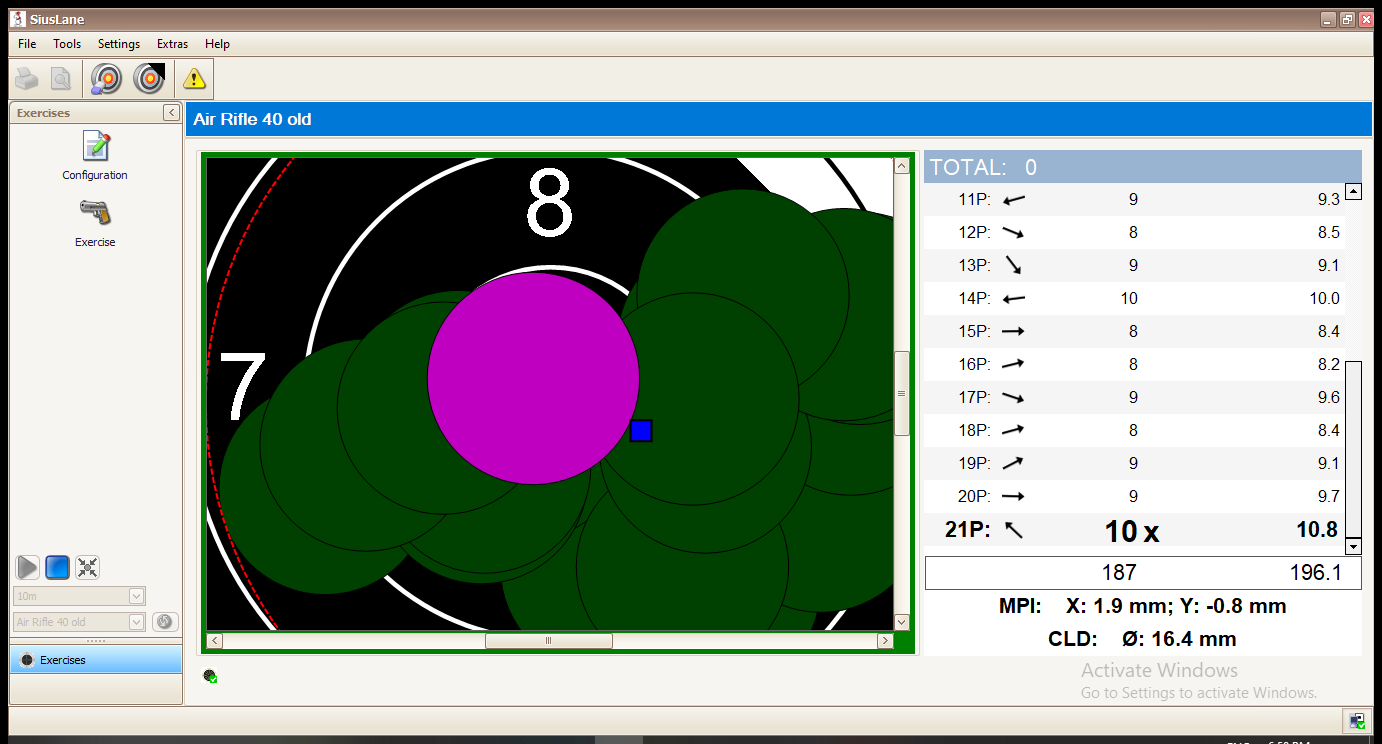 SiusLane
File Tools Settings Extras Help
Exercises
Configuration
Exercise
10m
Air Rifle 40 old
Exercises
Air Rifle 40 old
8
7
TOTAL: 0
11P: 9 9.3
12P: 8 8.5
13P: 9 9.1
14P: 10 10.0
15P: 8 8.4
16P: 8 8.2
17P: 9 9.6
18P: 8 8.4
19P: 9 9.1
20P: 9 9.7
21P: 10 x 10.8
187 196.1
MPI: X: 1.9 mm; Y: -0.8 mm
CLD: Ø: 16.4 mm
Activate Windows
Go to Settings to activate Windows.